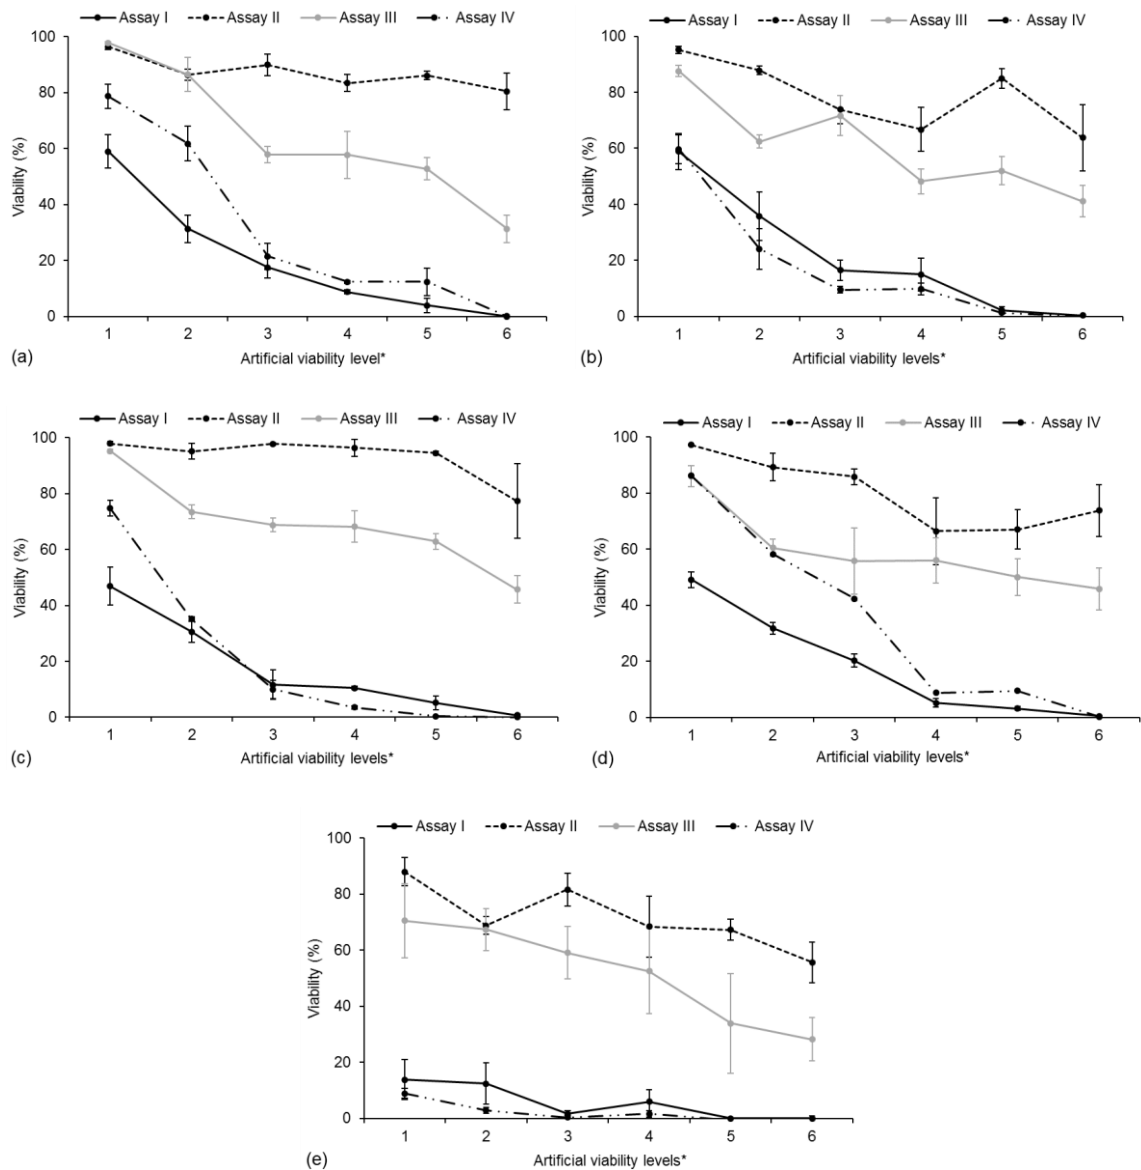 Assay I Assay II Assay III Assay IV
100
80
60
40
20
0
Viability (%)
1 2 3 4 5 6
(a) Artificial viability level*
Assay I Assay II Assay III Assay IV
100
80
60
40
20
0
Viability (%)
1 2 3 4 5 6
(b) Artificial viability levels*
Assay I Assay II Assay III Assay IV
100
80
60
40
20
0
Viability (%)
1 2 3 4 5 6
(c) Artificial viability levels*
Assay I Assay II Assay III Assay IV
100
80
60
40
20
0
Viability (%)
1 2 3 4 5 6
(d) Artificial viability levels*
Assay I Assay II Assay III Assay IV
100
80
60
40
20
0
Viability (%)
1 2 3 4 5 6
(e) Artificial viability levels*